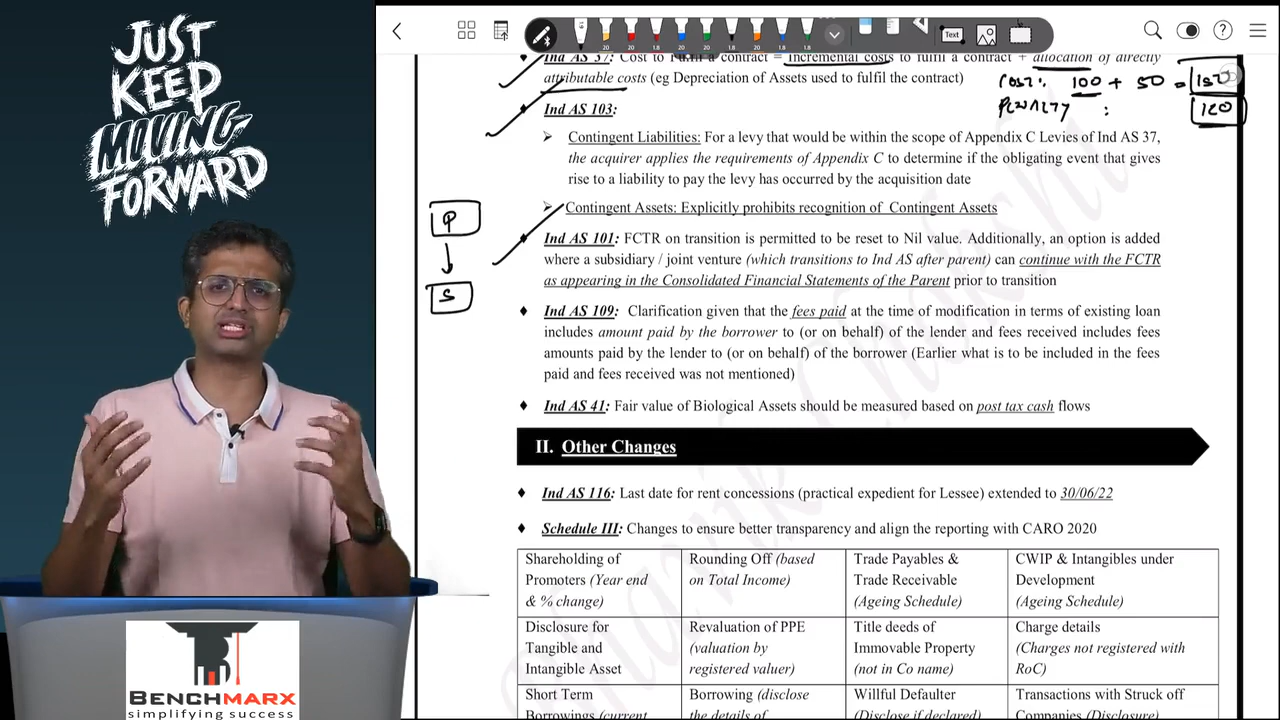 JUST
KEEP
MOVING
FORWARD
Text
Ind AS 37: Cost to Fulfil a contract = Incremental costs to fulfil a contract + allocation of directly
attributable costs (eg Depreciation of Assets used to fulfil the contract)
COST: 100 + 50 = 150
PENALTY : 120
Ind AS 103:
Contingent Liabilities: For a levy that would be within the scope of Appendix C Levies of Ind AS 37,
the acquirer applies the requirements of Appendix C to determine if the obligating event that gives
rise to a liability to pay the levy has occurred by the acquisition date
Contingent Assets: Explicitly prohibits recognition of Contingent Assets
P
S
Ind AS 101: FCTR on transition is permitted to be reset to Nil value. Additionally, an option is added
where a subsidiary / joint venture (which transitions to Ind AS after parent) can continue with the FCTR
as appearing in the Consolidated Financial Statements of the Parent prior to transition
Ind AS 109: Clarification given that the fees paid at the time of modification in terms of existing loan
includes amount paid by the borrower to (or on behalf) of the lender and fees received includes fees
amounts paid by the lender to (or on behalf) of the borrower (Earlier what is to be included in the fees
paid and fees received was not mentioned)
Ind AS 41: Fair value of Biological Assets should be measured based on post tax cash flows
II. Other Changes
Ind AS 116: Last date for rent concessions (practical expedient for Lessee) extended to 30/06/22
Schedule III: Changes to ensure better transparency and align the reporting with CARO 2020
Shareholding of
Promoters (Year end
& % change)
Rounding Off (based
on Total Income)
Trade Payables &
Trade Receivable
(Ageing Schedule)
CWIP & Intangibles under
Development
(Ageing Schedule)
Disclosure for
Tangible and
Intangible Asset
Revaluation of PPE
(valuation by
registered valuer)
Title deeds of
Immovable Property
(not in Co name)
Charge details
(Charges not registered with
RoC)
Short Term
Borrowings (current
Borrowing (disclose
the details of
Willful Defaulter
(Disclose if declared)
Transactions with Struck off
Companies (Disclosure)
BENCHMARX
simplifying success